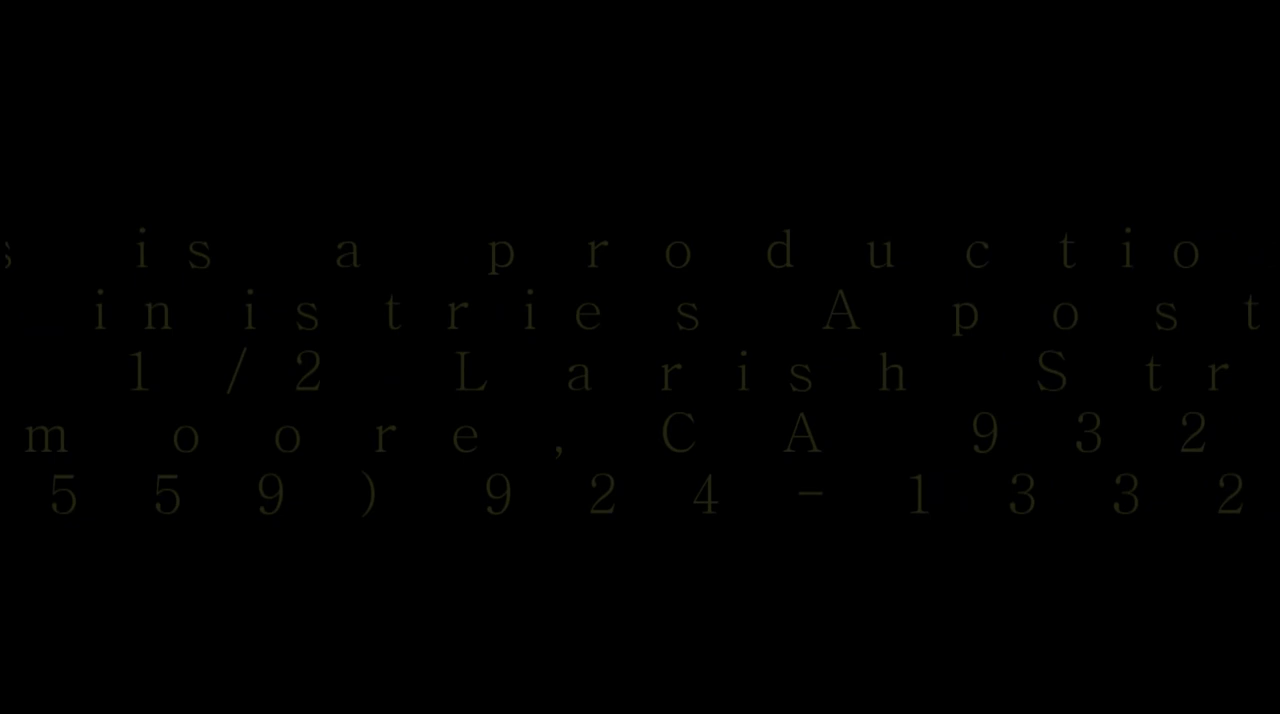 s is a productio
inistries Apost
1/2 Larish Str
moore, CA 932
559) 924-1332